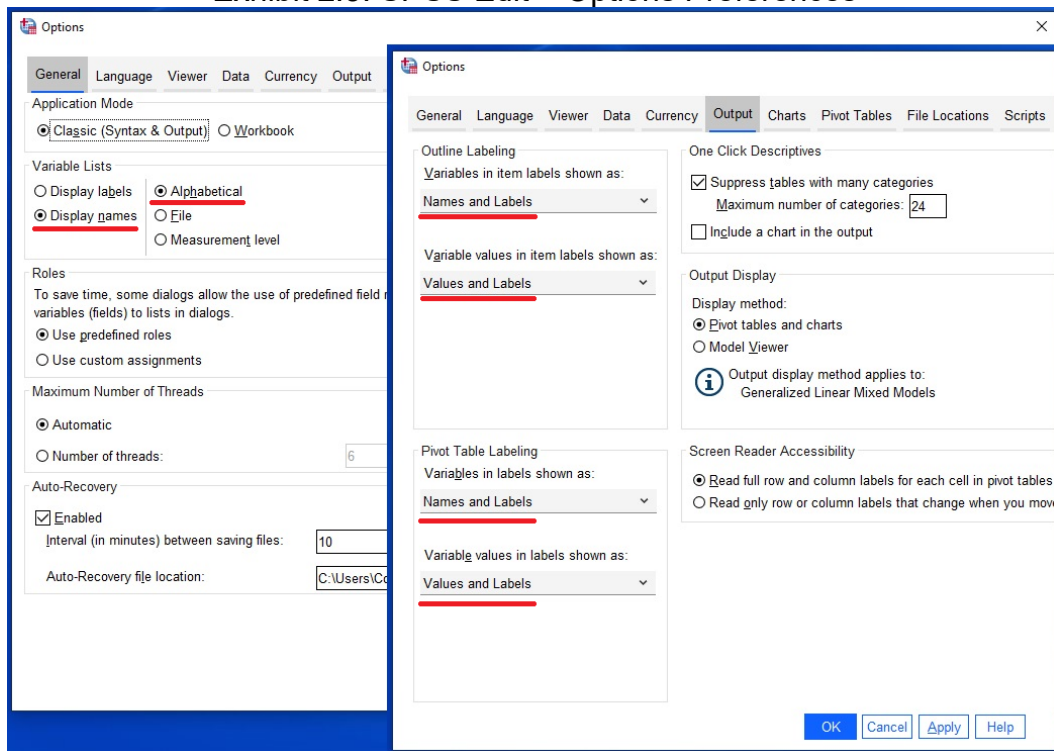 Options
General Language Viewer Data Currency Output
Application Mode
Classic (Syntax & Output) Workbook
Variable Lists
Display labels Alphabetical
Display names File
Measurement level
Roles
To save time, some dialogs allow the use of predefined field
variables (fields) to lists in dialogs.
Use predefined roles
Use custom assignments
Maximum Number of Threads
Automatic
Number of threads: 6
Auto-Recovery
Enabled
Interval (in minutes) between saving files: 10
Auto-Recovery file location: C:\Users\Co
Options
General Language Viewer Data Currency Output Charts Pivot Tables File Locations Scripts
Outline Labeling
Variables in item labels shown as:
Names and Labels
Variable values in item labels shown as:
Values and Labels
One Click Descriptives
Suppress tables with many categories
Maximum number of categories: 24
Include a chart in the output
Output Display
Display method:
Pivot tables and charts
Model Viewer
Output display method applies to:
Generalized Linear Mixed Models
Pivot Table Labeling
Variables in labels shown as:
Names and Labels
Variable values in labels shown as:
Values and Labels
Screen Reader Accessibility
Read full row and column labels for each cell in pivot tables
Read only row or column labels that change when you mov
OK Cancel Apply Help